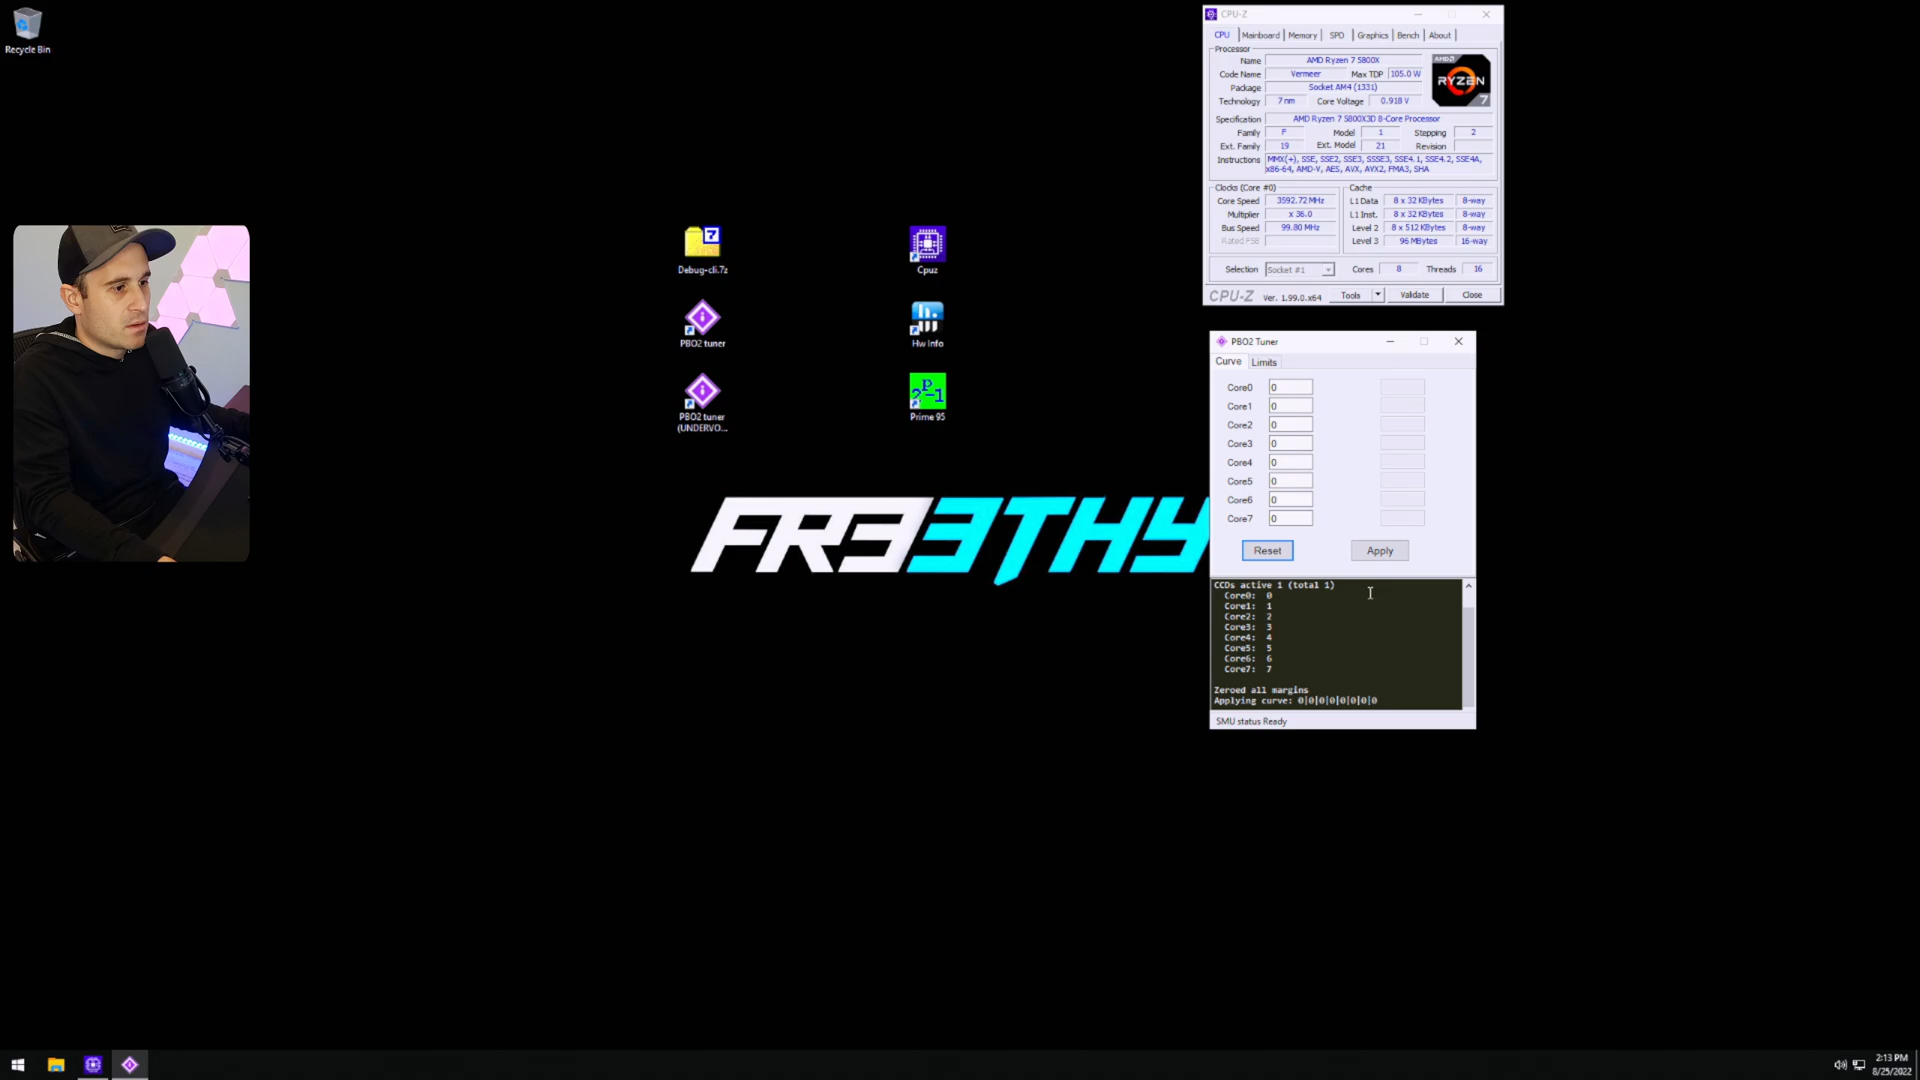 Recycle Bin
Debug-cli.7z
PBO2 tuner
PBO2 tuner
(UNDERVO...
Cpuz
Hw Info
Prime 95
FR33THY
CPU-Z
CPU Mainboard Memory SPD Graphics Bench About
Processor
Name AMD Ryzen 7 5800X
Code Name Vermeer Max TDP 105.0 W
Package Socket AM4 (1331)
Technology 7 nm Core Voltage 0.918 V
AMD
RYZEN
7
Specification AMD Ryzen 7 5800X3D 8-Core Processor
Family F Model 1 Stepping 2
Ext. Family 19 Ext. Model 21 Revision
Instructions MMX(+), SSE, SSE2, SSE3, SSSE3, SSE4.1, SSE4.2, SSE4A,
x86-64, AMD-V, AES, AVX, AVX2, FMA3, SHA
Clocks (Core #0)
Core Speed 3592.72 MHz
Multiplier x 36.0
Bus Speed 99.80 MHz
Rated FSB
Cache
L1 Data 8 x 32 KBytes 8-way
L1 Inst. 8 x 32 KBytes 8-way
Level 2 8 x 512 KBytes 8-way
Level 3 96 MBytes 16-way
Selection Socket #1 Cores 8 Threads 16
CPU-Z Ver. 1.99.0.x64 Tools Validate Close
PBO2 Tuner
Curve Limits
Core0 0
Core1 0
Core2 0
Core3 0
Core4 0
Core5 0
Core6 0
Core7 0
Reset Apply
CCDs active 1 (total 1)
Core0: 0
Core1: 1
Core2: 2
Core3: 3
Core4: 4
Core5: 5
Core6: 6
Core7: 7
Zeroed all margins
Applying curve: 0|0|0|0|0|0|0|0
SMU status Ready
2:13 PM
8/25/2022